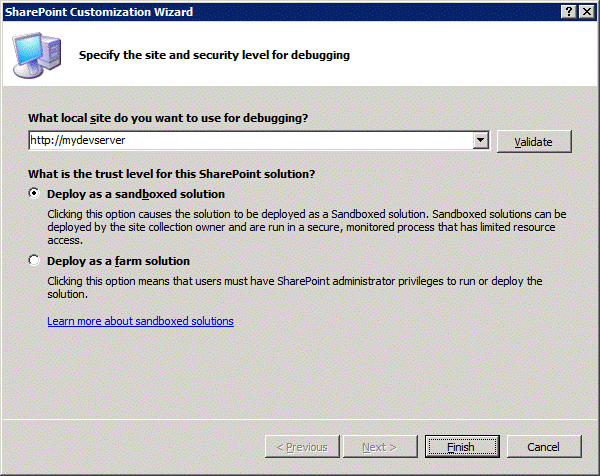 SharePoint Customization Wizard
Specify the site and security level for debugging
What local site do you want to use for debugging?
http://mydevserver
Validate
What is the trust level for this SharePoint solution?
Deploy as a sandboxed solution
Clicking this option causes the solution to be deployed as a Sandboxed solution. Sandboxed solutions can be
deployed by the site collection owner and are run in a secure, monitored process that has limited resource
access.
Deploy as a farm solution
Clicking this option means that users must have SharePoint administrator privileges to run or deploy the
solution.
Learn more about sandboxed solutions
< Previous
Next >
Finish
Cancel